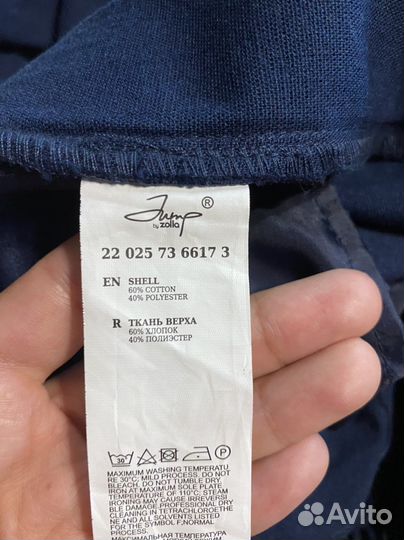 Jump ®
by zolla
22 025 73 6617 3
EN SHELL
60% COTTON
40% POLYESTER
R ТКАНЬ ВЕРХА
60% ХЛОПОК
40% ПОЛИЭСТЕР
30° P
MAXIMUM WASHING TEMPERATU
RE 30°C; MILD PROCESS. DO NOT
BLEACH. DO NOT TUMBLE DRY.
IRON AT MAXIMUM SOLE PLATE
TEMPERATURE OF 110°C: STEAM
IRONING MAY CAUSE IRREVERSI
BLE DAMAGE. PROFESSIONAL DRY
CLEANING IN TETRACHLOROETHE
NE AND ALL SOLVENTS LISTED
FOR THE SYMBOL F;NORMAL
PROCESS.
МАКСИМАЛЬНАЯ ТЕМПЕРАТУРА
Avito